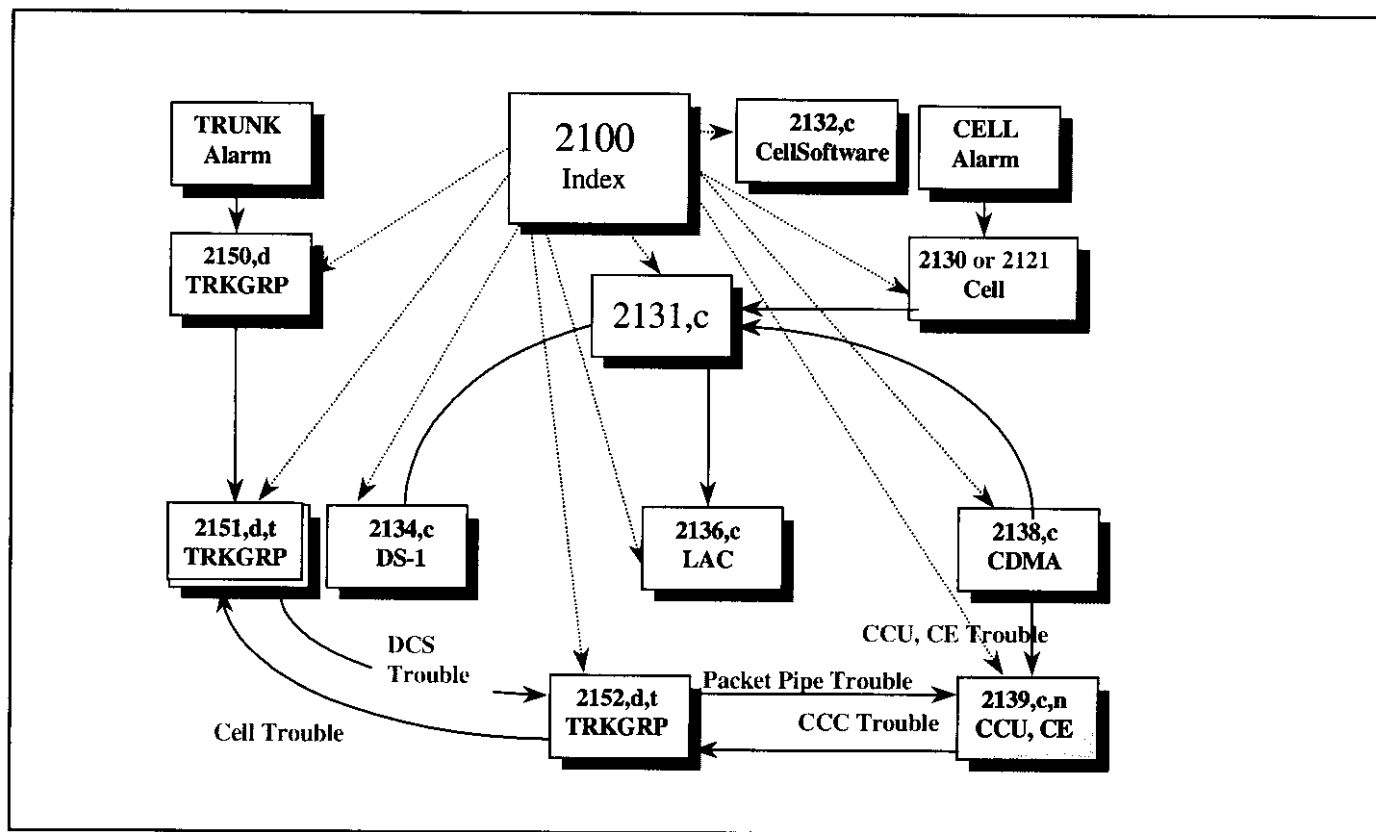 TRUNK
Alarm
2100
Index
2132,c
CellSoftware
CELL
Alarm
2150,d
TRKGRP
2130 or 2121
Cell
2131,c
2151,d,t
TRKGRP
2134,c
DS-1
2136,c
LAC
2138,c
CDMA
DCS
Trouble
CCU, CE Trouble
Cell Trouble
2152,d,t
TRKGRP
Packet Pipe Trouble
CCC Trouble
2139,c,n
CCU, CE